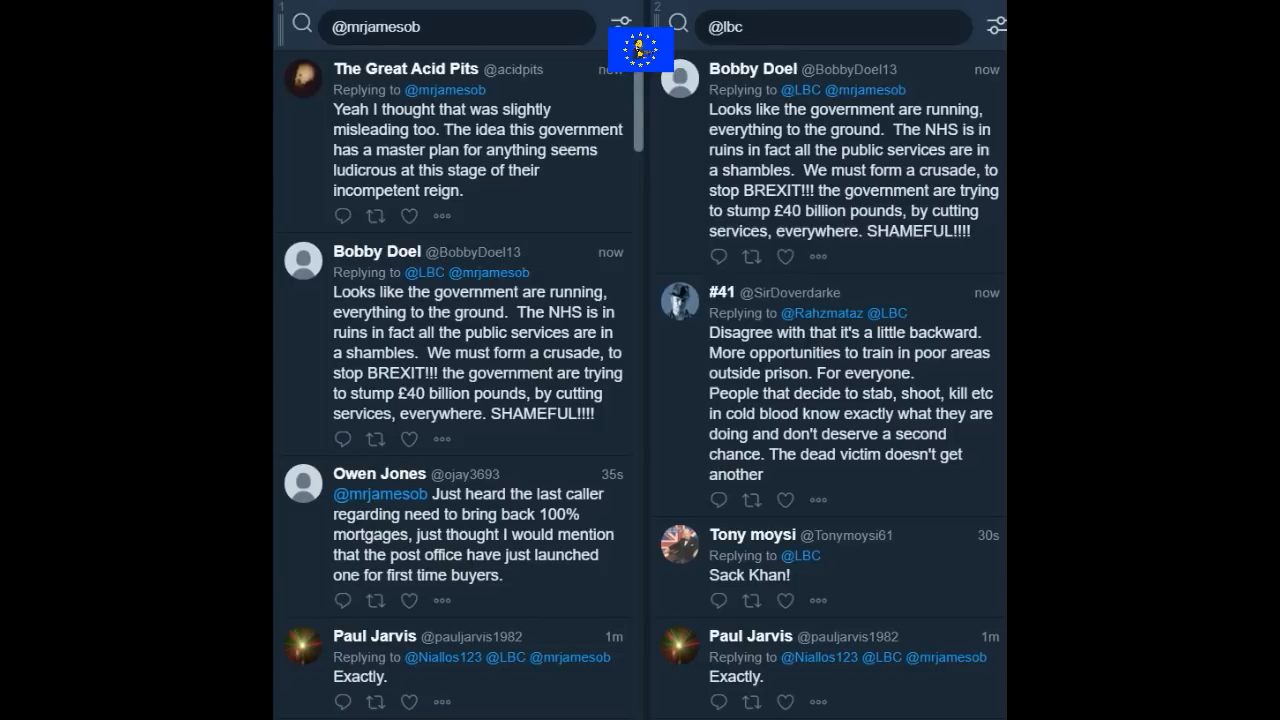 1
@mrjamesob
The Great Acid Pits @acidpits now
Replying to @mrjamesob
Yeah I thought that was slightly
misleading too. The idea this government
has a master plan for anything seems
ludicrous at this stage of their
incompetent reign.
Bobby Doel @BobbyDoel13 now
Replying to @LBC @mrjamesob
Looks like the government are running,
everything to the ground.  The NHS is in
ruins in fact all the public services are in
a shambles.  We must form a crusade, to
stop BREXIT!!! the government are trying
to stump £40 billion pounds, by cutting
services, everywhere. SHAMEFUL!!!!
Owen Jones @ojay3693 35s
@mrjamesob Just heard the last caller
regarding need to bring back 100%
mortgages, just thought I would mention
that the post office have just launched
one for first time buyers.
Paul Jarvis @pauljarvis1982 1m
Replying to @Niallos123 @LBC @mrjamesob
Exactly.
2
@lbc
Bobby Doel @BobbyDoel13 now
Replying to @LBC @mrjamesob
Looks like the government are running,
everything to the ground.  The NHS is in
ruins in fact all the public services are in
a shambles.  We must form a crusade, to
stop BREXIT!!! the government are trying
to stump £40 billion pounds, by cutting
services, everywhere. SHAMEFUL!!!!
#41 @SirDoverdarke now
Replying to @Rahzmataz @LBC
Disagree with that it's a little backward.
More opportunities to train in poor areas
outside prison. For everyone.
People that decide to stab, shoot, kill etc
in cold blood know exactly what they are
doing and don't deserve a second
chance. The dead victim doesn't get
another
Tony moysi @Tonymoysi61 30s
Replying to @LBC
Sack Khan!
Paul Jarvis @pauljarvis1982 1m
Replying to @Niallos123 @LBC @mrjamesob
Exactly.